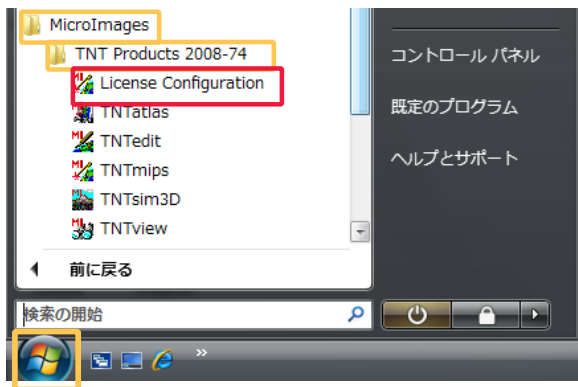 MicroImages
TNT Products 2008-74
License Configuration
TNTatlas
TNTedit
TNTmips
TNTsim3D
TNTview
前に戻る
検索の開始
コントロール パネル
既定のプログラム
ヘルプとサポート